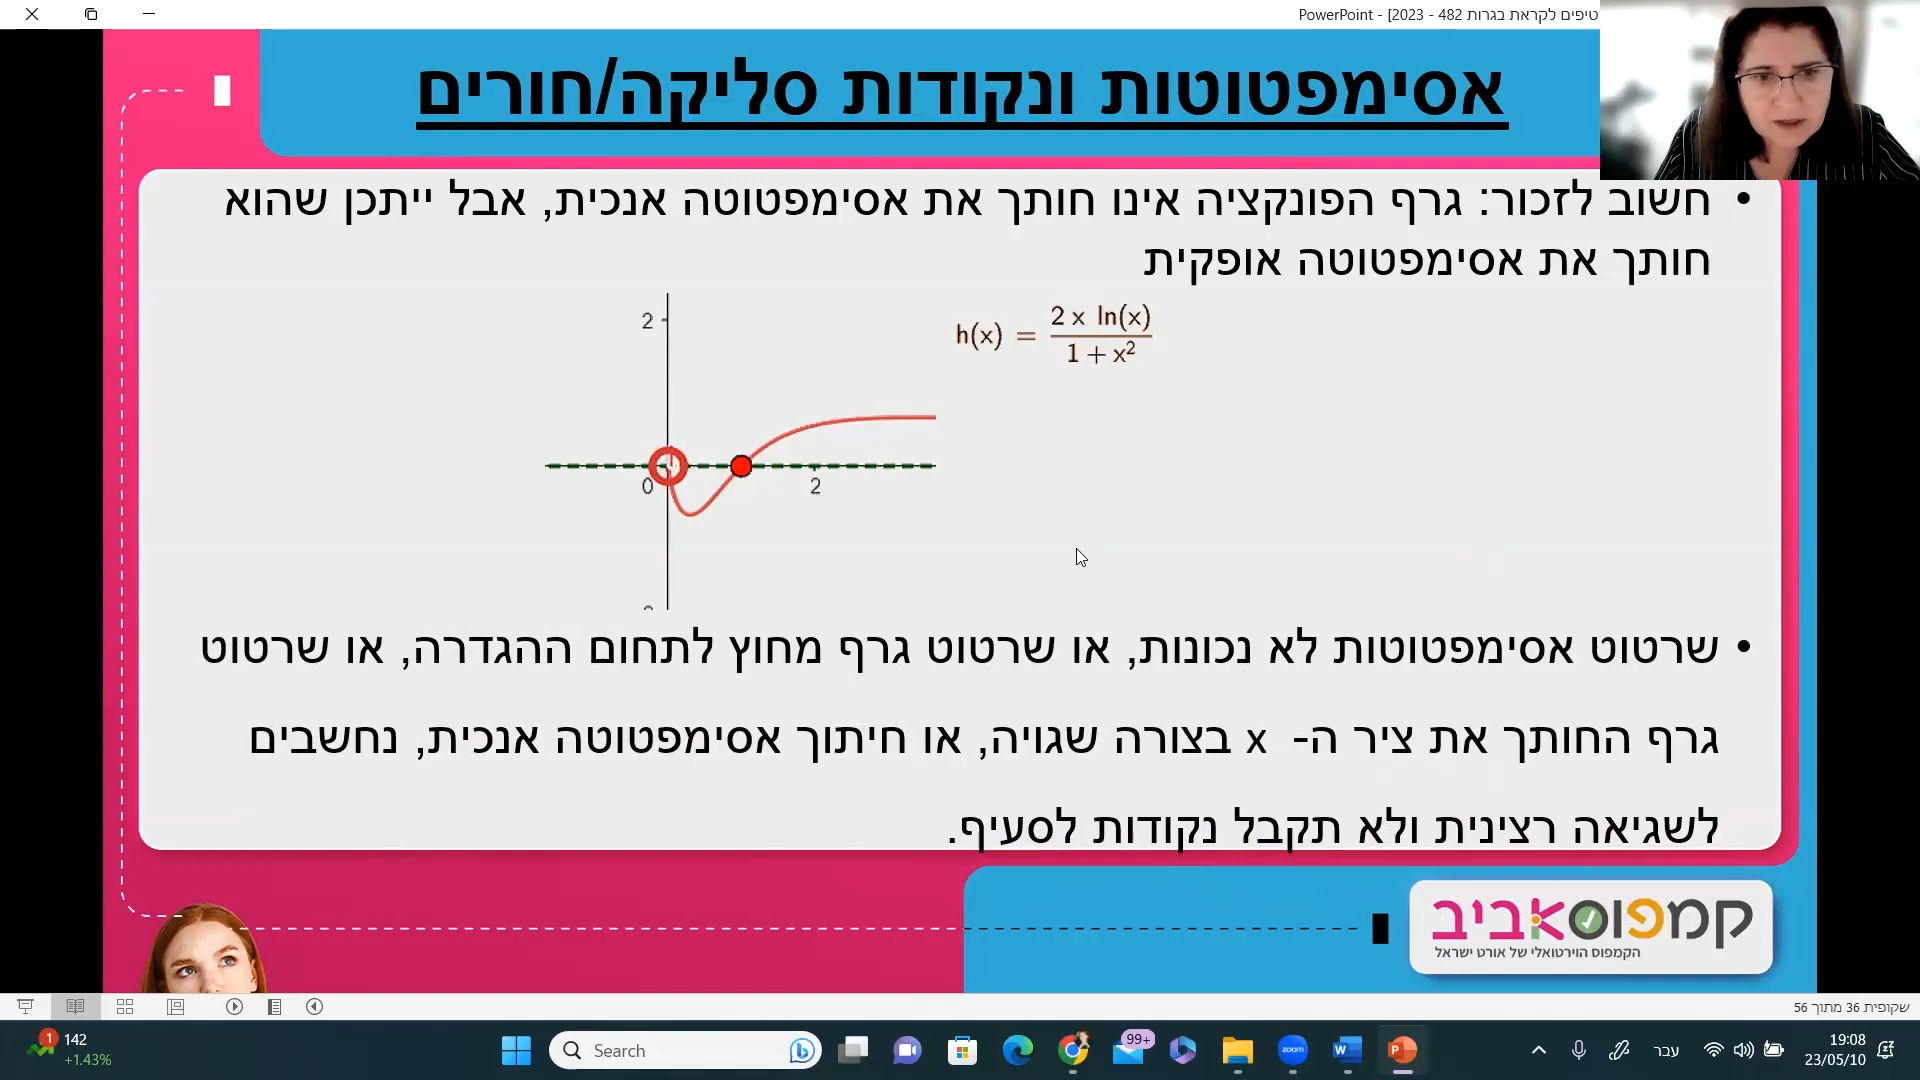 טיפים לקראת בגרות 482 - 2023] - PowerPoint
אסימפטוטות ונקודות סליקה/חורים
• חשוב לזכור: גרף הפונקציה אינו חותך את אסימפטוטה אנכית, אבל ייתכן שהוא
חותך את אסימפטוטה אופקית
2
h(x) = 2 x ln(x) / 1 + x²
0
2
• שרטוט אסימפטוטות לא נכונות, או שרטוט גרף מחוץ לתחום ההגדרה, או שרטוט
גרף החותך את ציר ה- x בצורה שגויה, או חיתוך אסימפטוטה אנכית, נחשבים
לשגיאה רצינית ולא תקבל נקודות לסעיף.
קמפוס אביב
הקמפוס הוירטואלי של אורט ישראל
שקופית 36 מתוך 56
1
142
+1.43%
Search
99+
zoom
עבר
19:08
23/05/10